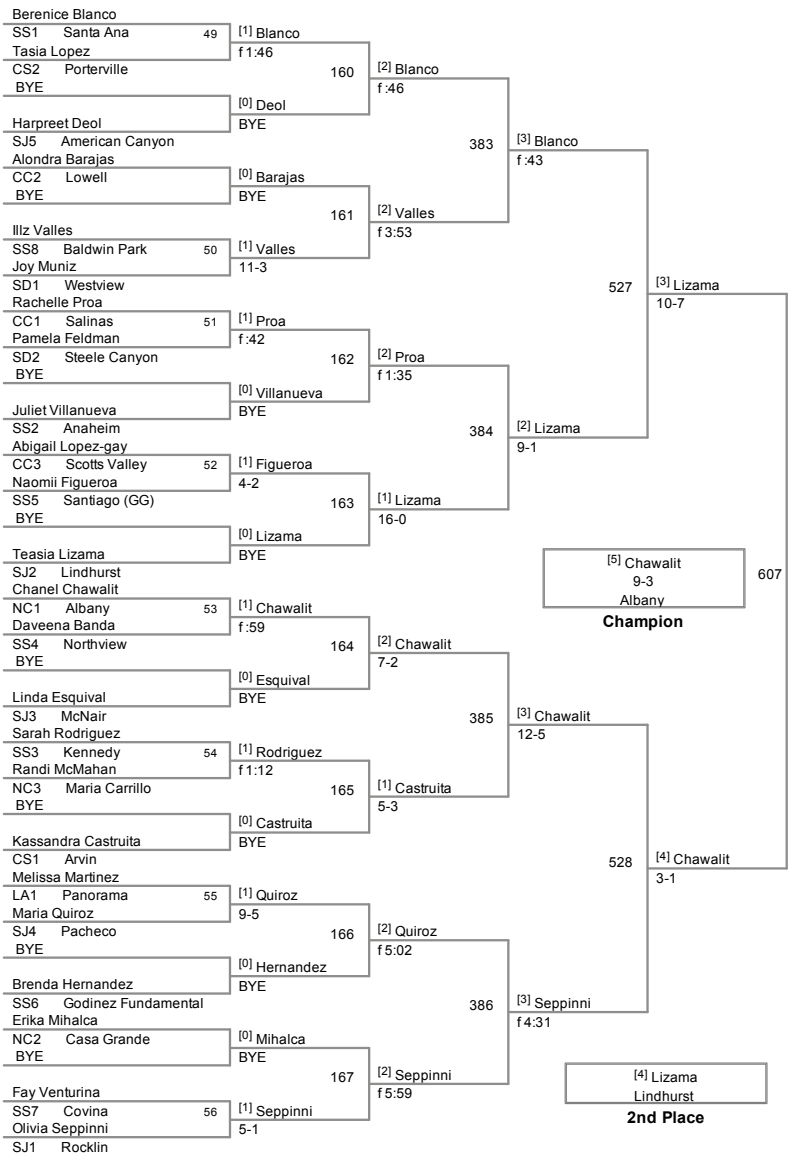 Berenice Blanco
SS1 Santa Ana 49
Tasia Lopez
CS2 Porterville
BYE
Harpreet Deol
SJ5 American Canyon
Alondra Barajas
CC2 Lowell
BYE
Illz Valles
SS8 Baldwin Park 50
Joy Muniz
SD1 Westview
Rachelle Proa
CC1 Salinas 51
Pamela Feldman
SD2 Steele Canyon
BYE
Juliet Villanueva
SS2 Anaheim
Abigail Lopez-gay
CC3 Scotts Valley 52
Naomii Figueroa
SS5 Santiago (GG)
BYE
Teasia Lizama
SJ2 Lindhurst
Chanel Chawalit
NC1 Albany 53
Daveena Banda
SS4 Northview
BYE
Linda Esquival
SJ3 McNair
Sarah Rodriguez
SS3 Kennedy 54
Randi McMahan
NC3 Maria Carrillo
BYE
Kassandra Castruita
CS1 Arvin
Melissa Martinez
LA1 Panorama 55
Maria Quiroz
SJ4 Pacheco
BYE
Brenda Hernandez
SS6 Godinez Fundamental
Erika Mihalca
NC2 Casa Grande
BYE
Fay Venturina
SS7 Covina 56
Olivia Seppinni
SJ1 Rocklin
[1] Blanco
f 1:46
160
[0] Deol
BYE
[0] Barajas
BYE
161
[1] Valles
11-3
[1] Proa
f :42
162
[0] Villanueva
BYE
[1] Figueroa
4-2
163
[0] Lizama
BYE
[1] Chawalit
f :59
164
[0] Esquival
BYE
[1] Rodriguez
f 1:12
165
[0] Castruita
BYE
[1] Quiroz
9-5
166
[0] Hernandez
BYE
[0] Mihalca
BYE
167
[1] Seppinni
5-1
[2] Blanco
f :46
383
[2] Valles
f 3:53
[2] Proa
f 1:35
384
[1] Lizama
16-0
[2] Chawalit
7-2
385
[1] Castruita
5-3
[2] Quiroz
f 5:02
386
[2] Seppinni
f 5:59
[3] Blanco
f :43
527
[2] Lizama
9-1
[3] Chawalit
12-5
528
[3] Seppinni
f 4:31
[3] Lizama
10-7
607
[4] Chawalit
3-1
[5] Chawalit
9-3
Albany
Champion
[4] Lizama
Lindhurst
2nd Place